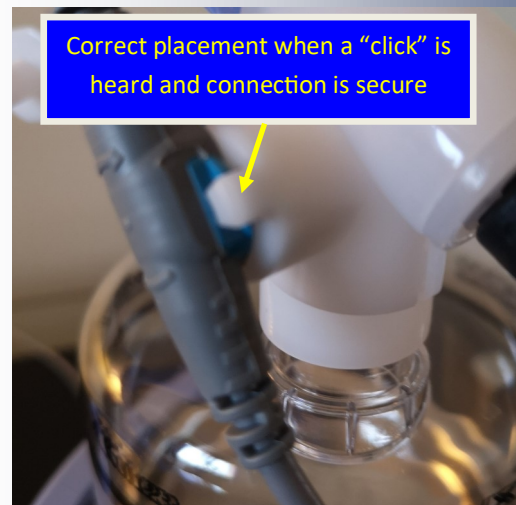 Correct placement when a “click” is
heard and connection is secure